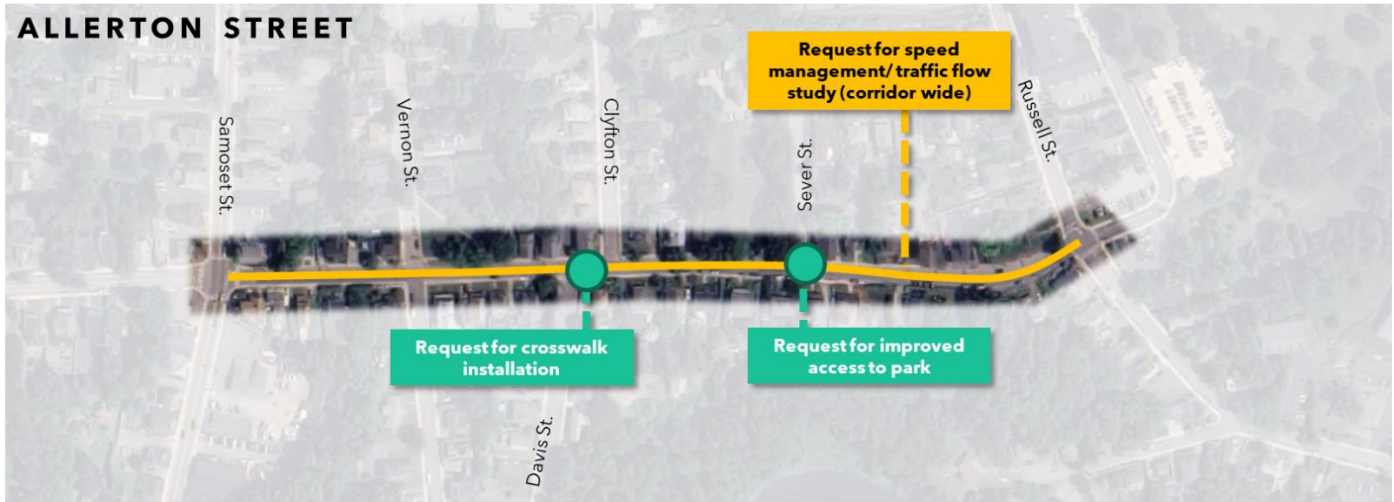 ALLERTON STREET
Request for speed
management/ traffic flow
study (corridor wide)
Samoset St.
Vernon St.
Clyfton St.
Sever St.
Russell St.
Request for crosswalk
installation
Request for improved
access to park
Davis St.